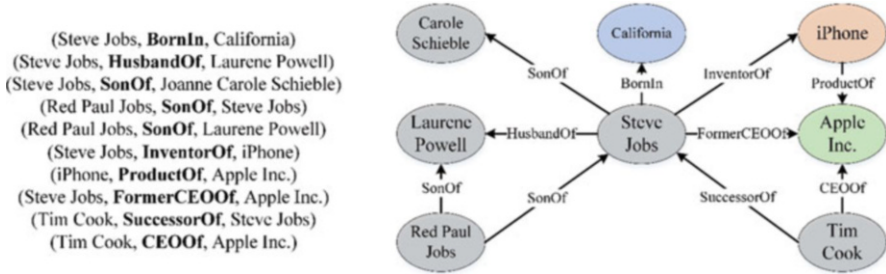 (Steve Jobs, BornIn, California)
(Steve Jobs, HusbandOf, Laurene Powell)
(Steve Jobs, SonOf, Joanne Carole Schieble)
(Red Paul Jobs, SonOf, Steve Jobs)
(Red Paul Jobs, SonOf, Laurene Powell)
(Steve Jobs, InventorOf, iPhone)
(iPhone, ProductOf, Apple Inc.)
(Steve Jobs, FormerCEOOf, Apple Inc.)
(Tim Cook, SuccessorOf, Steve Jobs)
(Tim Cook, CEOOf, Apple Inc.)
Carole
Schieble
California
iPhone
SonOf
BornIn
InventorOf
ProductOf
Laurene
Powell
HusbandOf
Steve
Jobs
FormerCEOOf
Apple
Inc.
SonOf
SonOf
SuccessorOf
CEOOf
Red Paul
Jobs
Tim
Cook